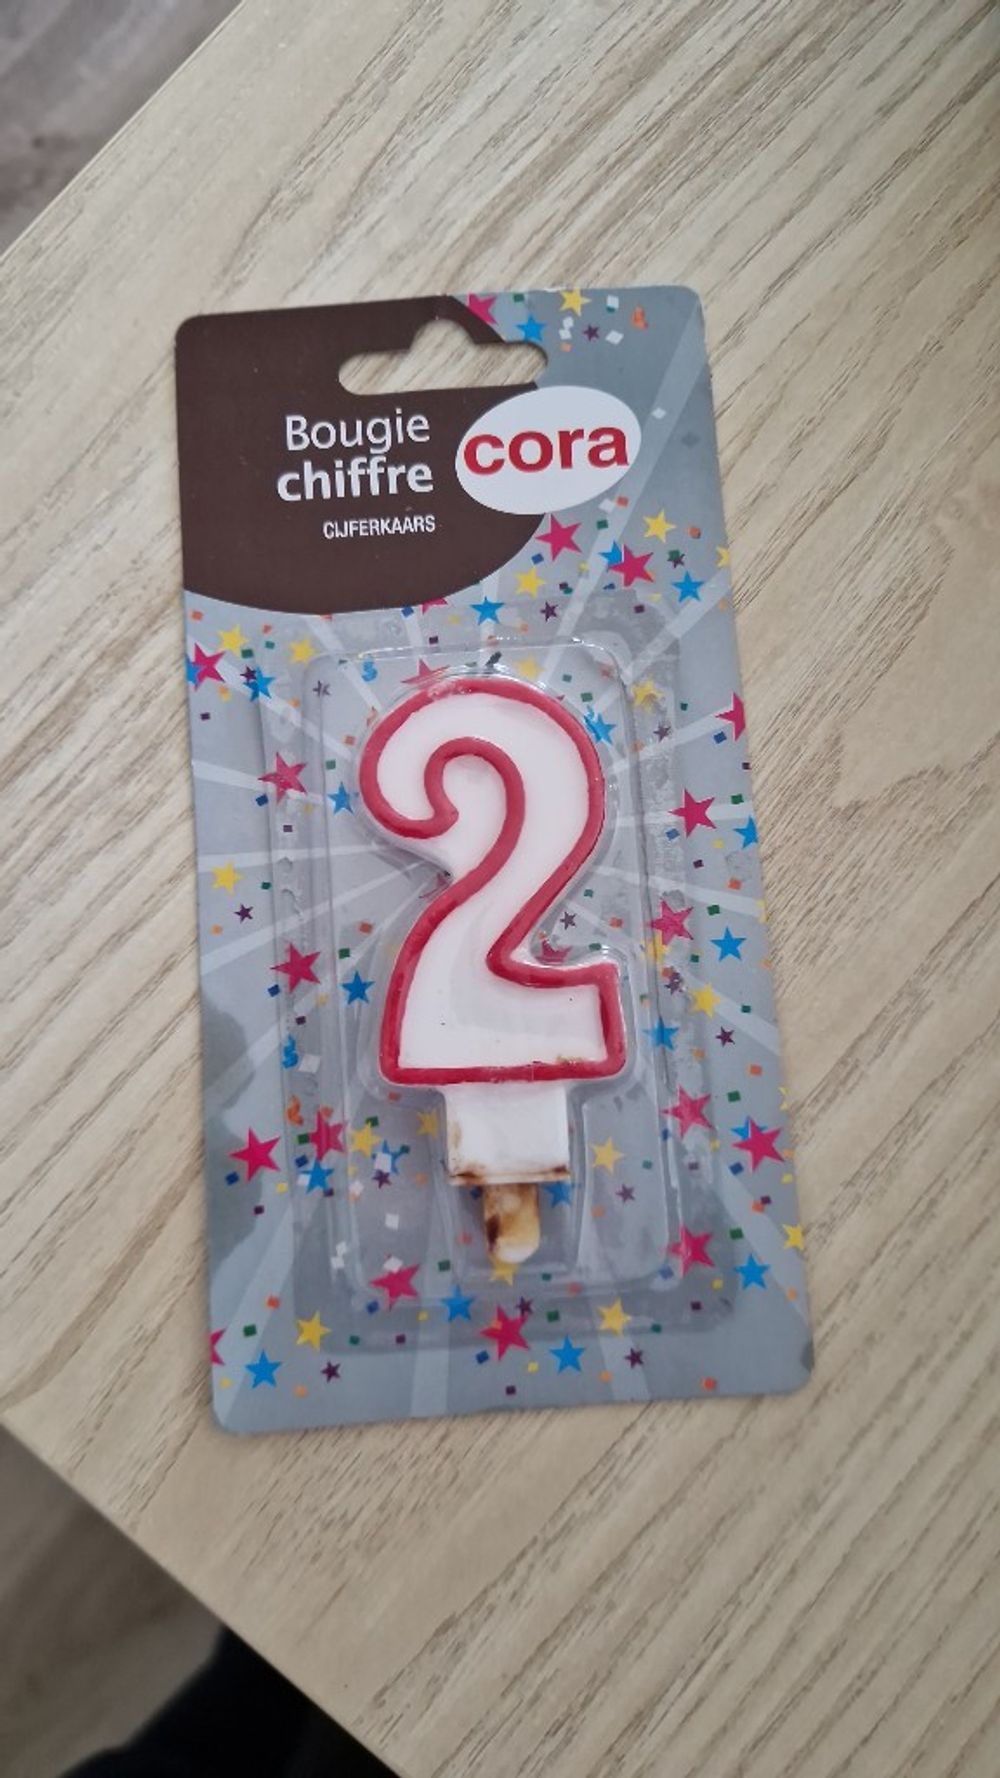 Bougie
chiffre
cora
CIJFERKAARS
2